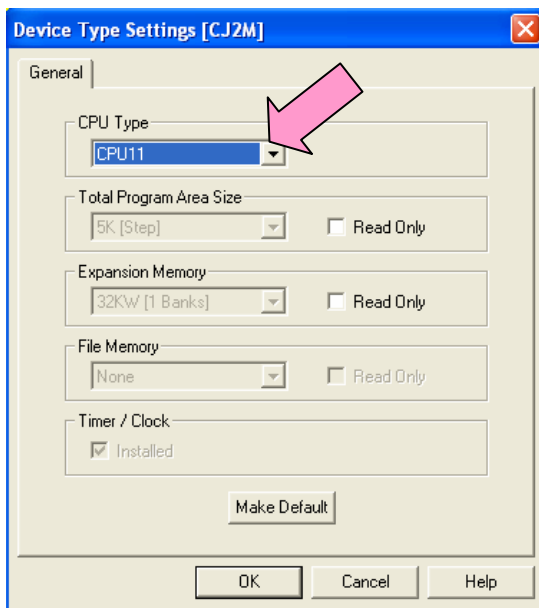 Device Type Settings [CJ2M]
General
CPU Type
CPU11
Total Program Area Size
5K [Step]
Read Only
Expansion Memory
32KW [1 Banks]
Read Only
File Memory
None
Read Only
Timer / Clock
Installed
Make Default
OK
Cancel
Help